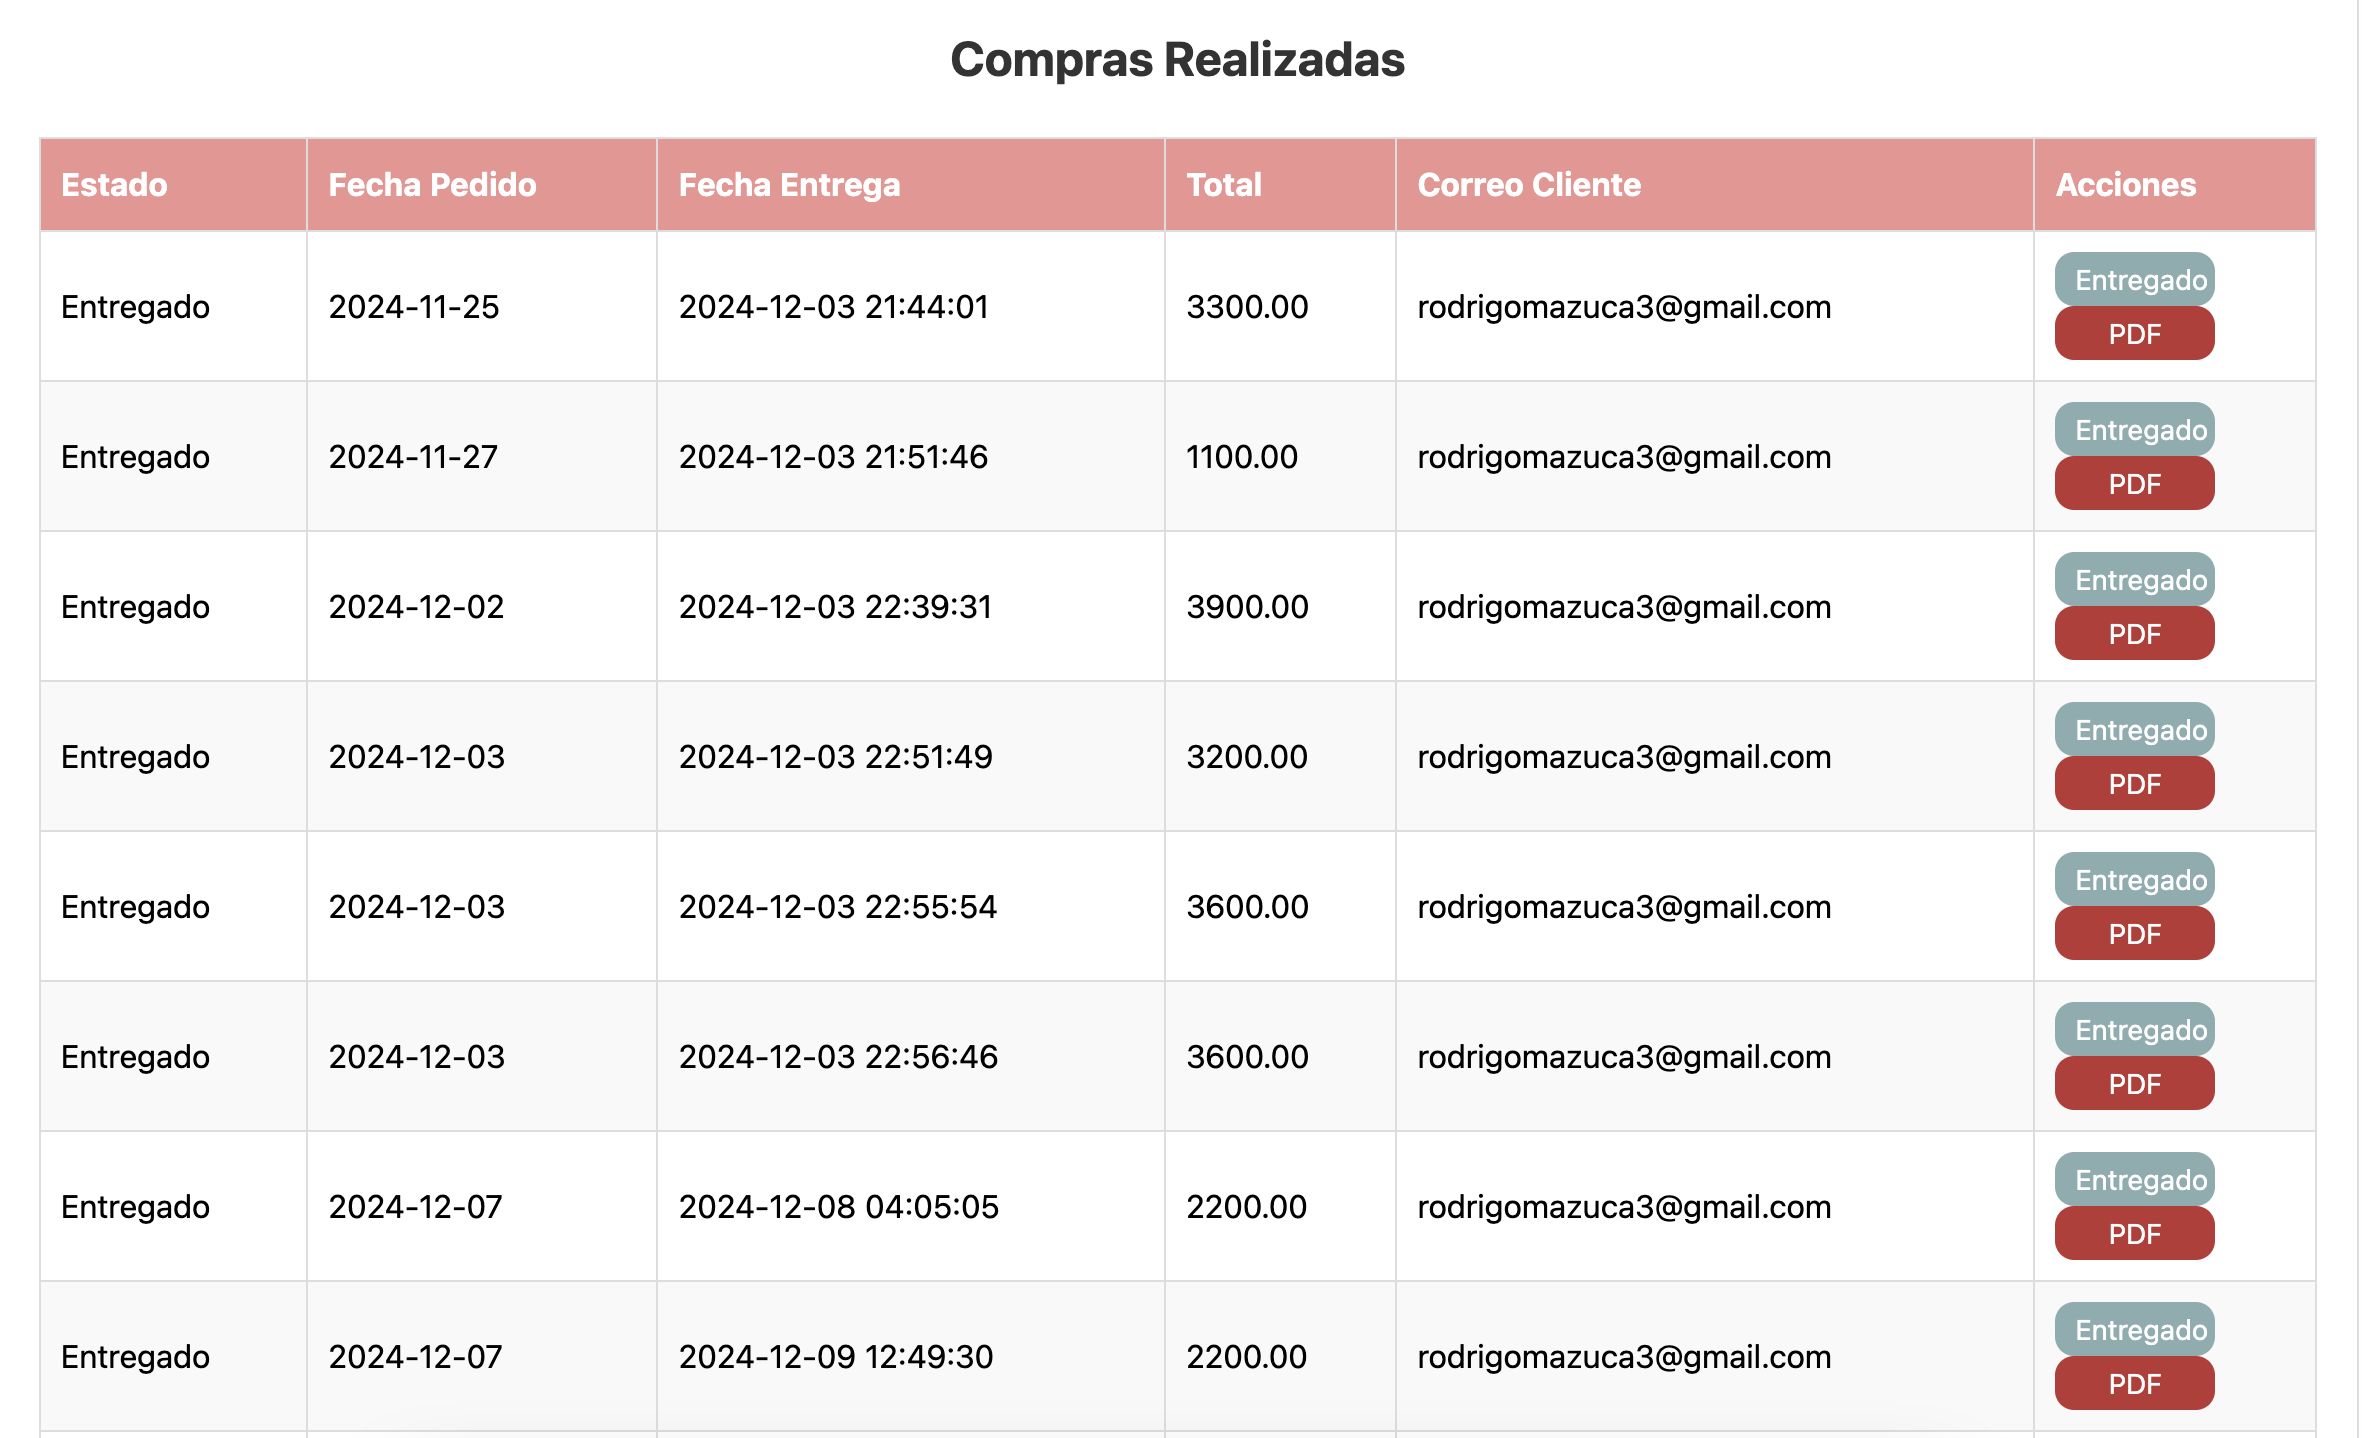 Compras Realizadas
Estado Fecha Pedido Fecha Entrega Total Correo Cliente Acciones
Entregado 2024-11-25 2024-12-03 21:44:01 3300.00 rodrigomazuca3@gmail.com Entregado
PDF
Entregado 2024-11-27 2024-12-03 21:51:46 1100.00 rodrigomazuca3@gmail.com Entregado
PDF
Entregado 2024-12-02 2024-12-03 22:39:31 3900.00 rodrigomazuca3@gmail.com Entregado
PDF
Entregado 2024-12-03 2024-12-03 22:51:49 3200.00 rodrigomazuca3@gmail.com Entregado
PDF
Entregado 2024-12-03 2024-12-03 22:55:54 3600.00 rodrigomazuca3@gmail.com Entregado
PDF
Entregado 2024-12-03 2024-12-03 22:56:46 3600.00 rodrigomazuca3@gmail.com Entregado
PDF
Entregado 2024-12-07 2024-12-08 04:05:05 2200.00 rodrigomazuca3@gmail.com Entregado
PDF
Entregado 2024-12-07 2024-12-09 12:49:30 2200.00 rodrigomazuca3@gmail.com Entregado
PDF